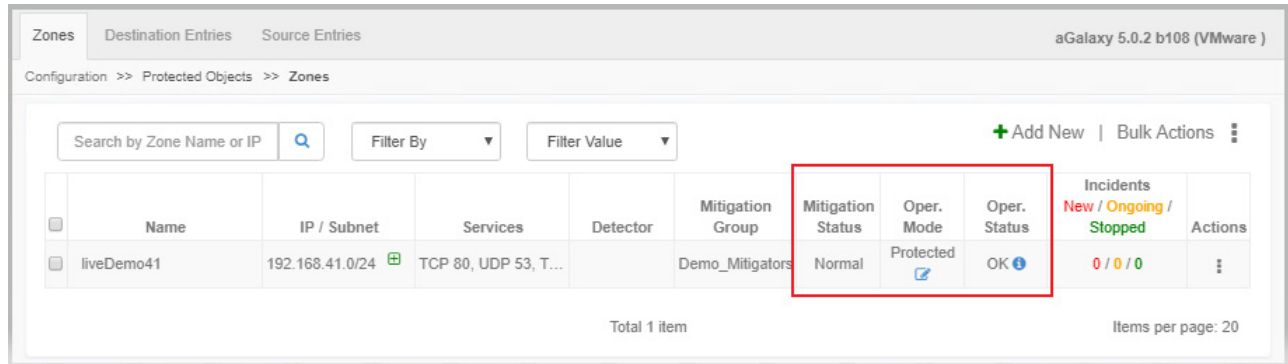 Zones Destination Entries Source Entries aGalaxy 5.0.2 b108 (VMware )
Configuration >> Protected Objects >> Zones
Search by Zone Name or IP Filter By Filter Value Add New | Bulk Actions
Name IP / Subnet Services Detector Mitigation Group Mitigation Status Oper. Mode Oper. Status Incidents New / Ongoing / Stopped Actions
liveDemo41 192.168.41.0/24 TCP 80, UDP 53, T... Demo_Mitigators Normal Protected OK 0 / 0 / 0
Total 1 item Items per page: 20